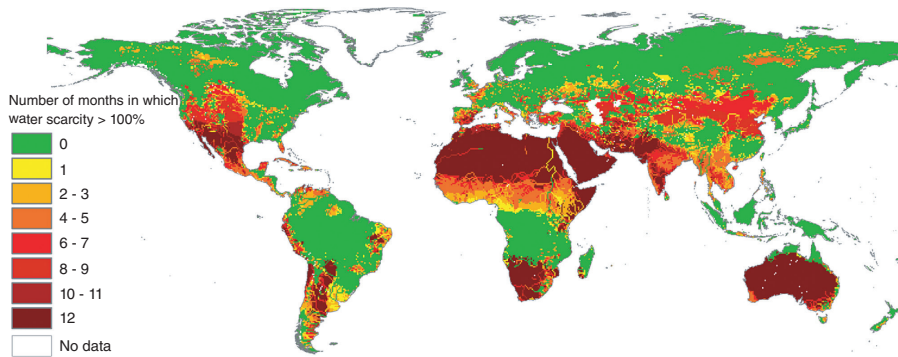 Number of months in which
water scarcity > 100%
0
1
2 - 3
4 - 5
6 - 7
8 - 9
10 - 11
12
No data